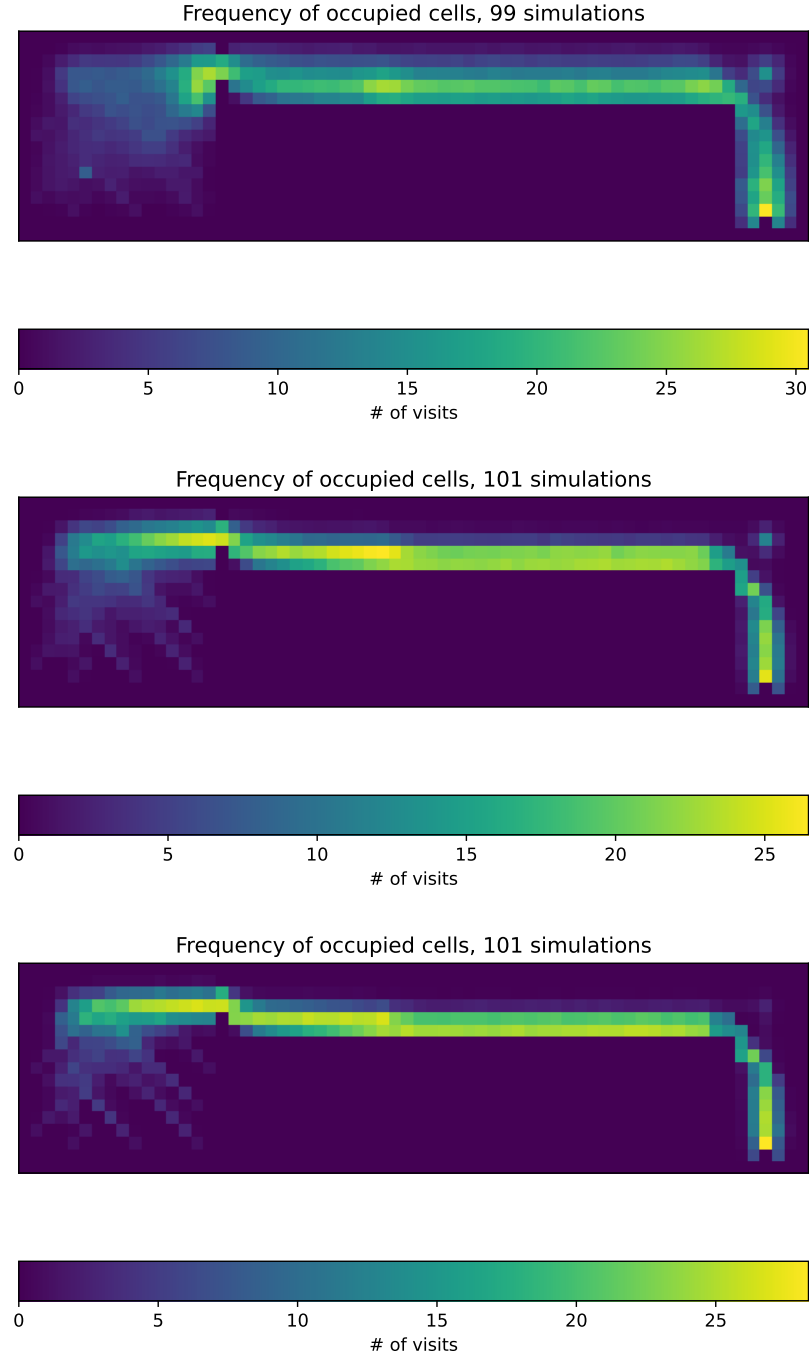 Frequency of occupied cells, 99 simulations
0 5 10 15 20 25 30
# of visits
Frequency of occupied cells, 101 simulations
0 5 10 15 20 25
# of visits
Frequency of occupied cells, 101 simulations
0 5 10 15 20 25
# of visits